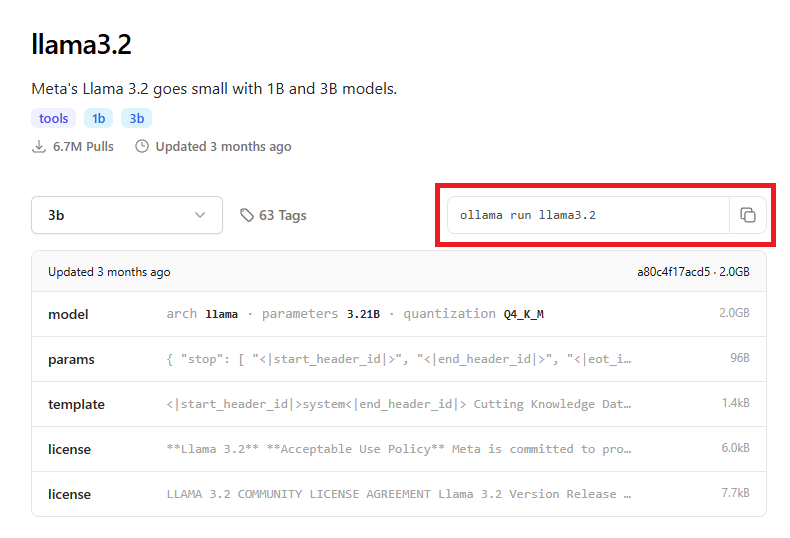 llama3.2
Meta's Llama 3.2 goes small with 1B and 3B models.
tools 1b 3b
6.7M Pulls Updated 3 months ago
3b 63 Tags ollama run llama3.2
Updated 3 months ago a80c4f17acd5 · 2.0GB
model arch llama · parameters 3.21B · quantization Q4_K_M 2.0GB
params { "stop": [ "<|start_header_id|>", "<|end_header_id|>", "<|eot_i… 96B
template <|start_header_id|>system<|end_header_id|> Cutting Knowledge Dat… 1.4kB
license **Llama 3.2** **Acceptable Use Policy** Meta is committed to pro… 6.0kB
license LLAMA 3.2 COMMUNITY LICENSE AGREEMENT Llama 3.2 Version Release … 7.7kB